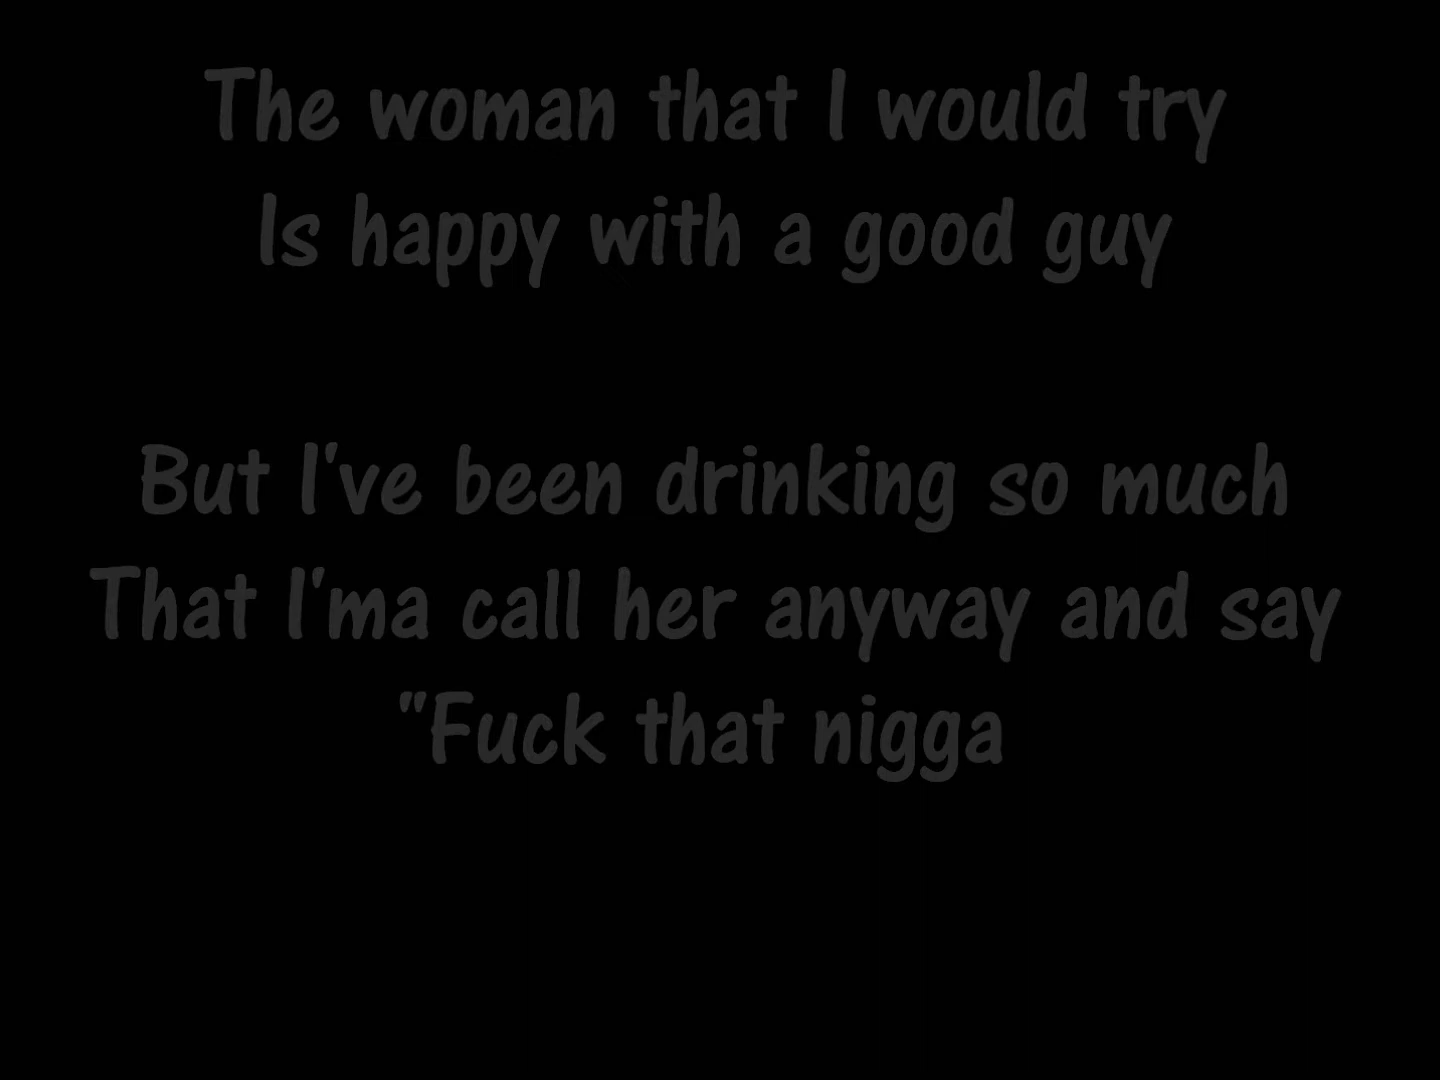 The woman that I would try
Is happy with a good guy
But I've been drinking so much
That I'ma call her anyway and say
"Fuck that nigga